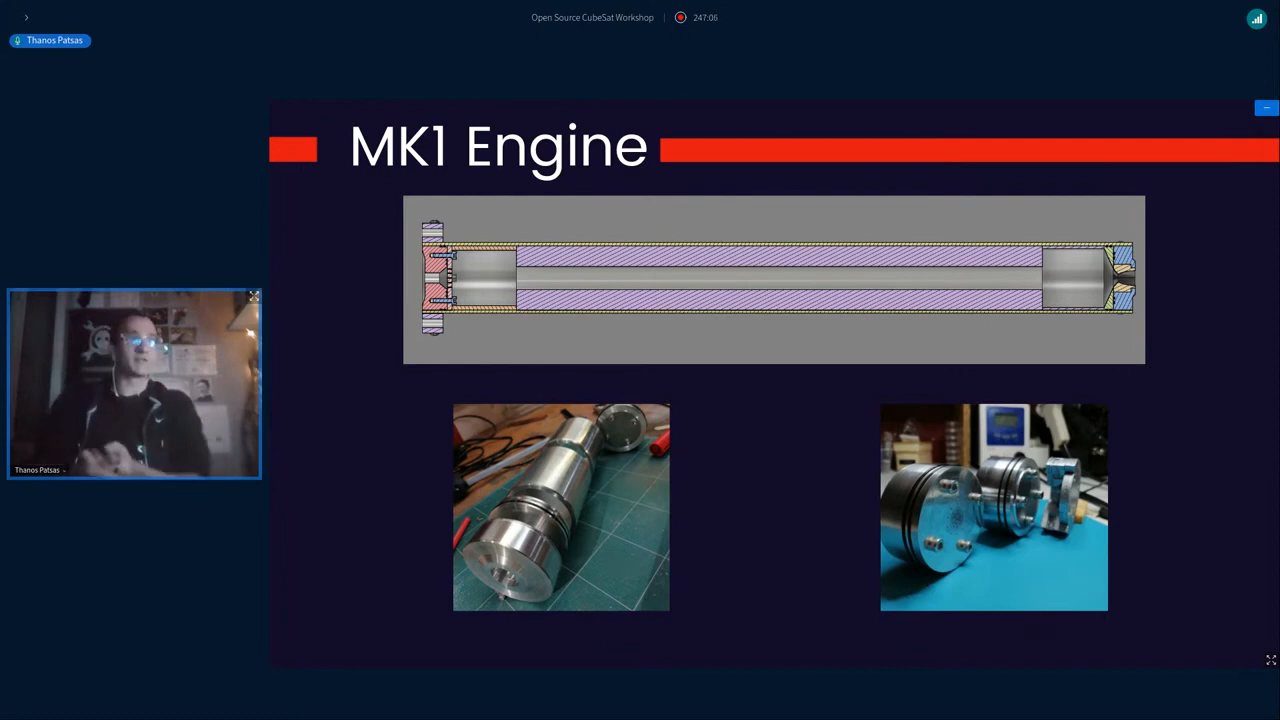 Open Source CubeSat Workshop
247:06
Thanos Patsas
MK1 Engine
Thanos Patsas